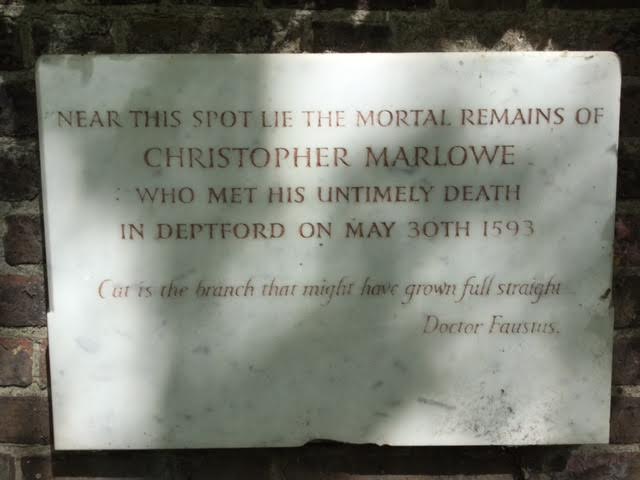 NEAR THIS SPOT LIE THE MORTAL REMAINS OF
CHRISTOPHER MARLOWE
WHO MET HIS UNTIMELY DEATH
IN DEPTFORD ON MAY 30TH 1593
Cut is the branch that might have grown full straight
Doctor Faustus.